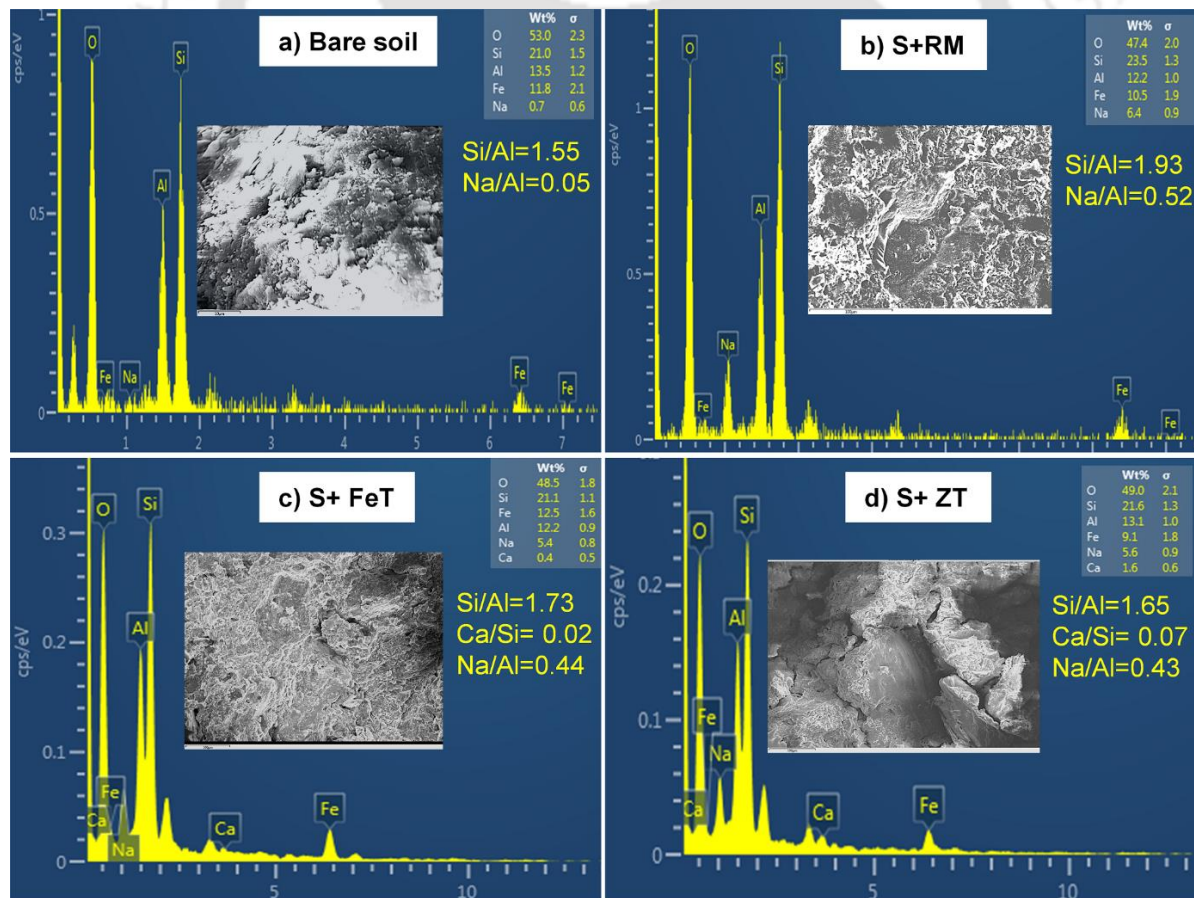 a) Bare soil
Wt% σ
O 53.0 2.3
Si 21.0 1.5
Al 13.5 1.2
Fe 11.8 2.1
Na 0.7 0.6
Si/Al=1.55
Na/Al=0.05
cps/eV
1
0.5
0
O
Si
Al
Fe
Na
Fe
Fe
1 2 3 4 5 6 7
b) S+RM
Wt% σ
O 47.4 2.0
Si 23.5 1.3
Al 12.2 1.0
Fe 10.5 1.9
Na 6.4 0.9
Si/Al=1.93
Na/Al=0.52
cps/eV
1
0.5
0
O
Si
Al
Na
Fe
Fe
Fe
c) S+ FeT
Wt% σ
O 48.5 1.8
Si 21.1 1.1
Fe 12.5 1.6
Al 12.2 0.9
Na 5.4 0.8
Ca 0.4 0.5
Si/Al=1.73
Ca/Si= 0.02
Na/Al=0.44
cps/eV
0.3
0.2
0.1
0
O
Si
Al
Fe
Ca
Na
Ca
Fe
5 10
d) S+ ZT
Wt% σ
O 49.0 2.1
Si 21.6 1.3
Al 13.1 1.0
Fe 9.1 1.8
Na 5.6 0.9
Ca 1.6 0.6
Si/Al=1.65
Ca/Si= 0.07
Na/Al=0.43
cps/eV
0.2
0.1
0
O
Si
Al
Fe
Na
Ca
Ca
Fe
5 10